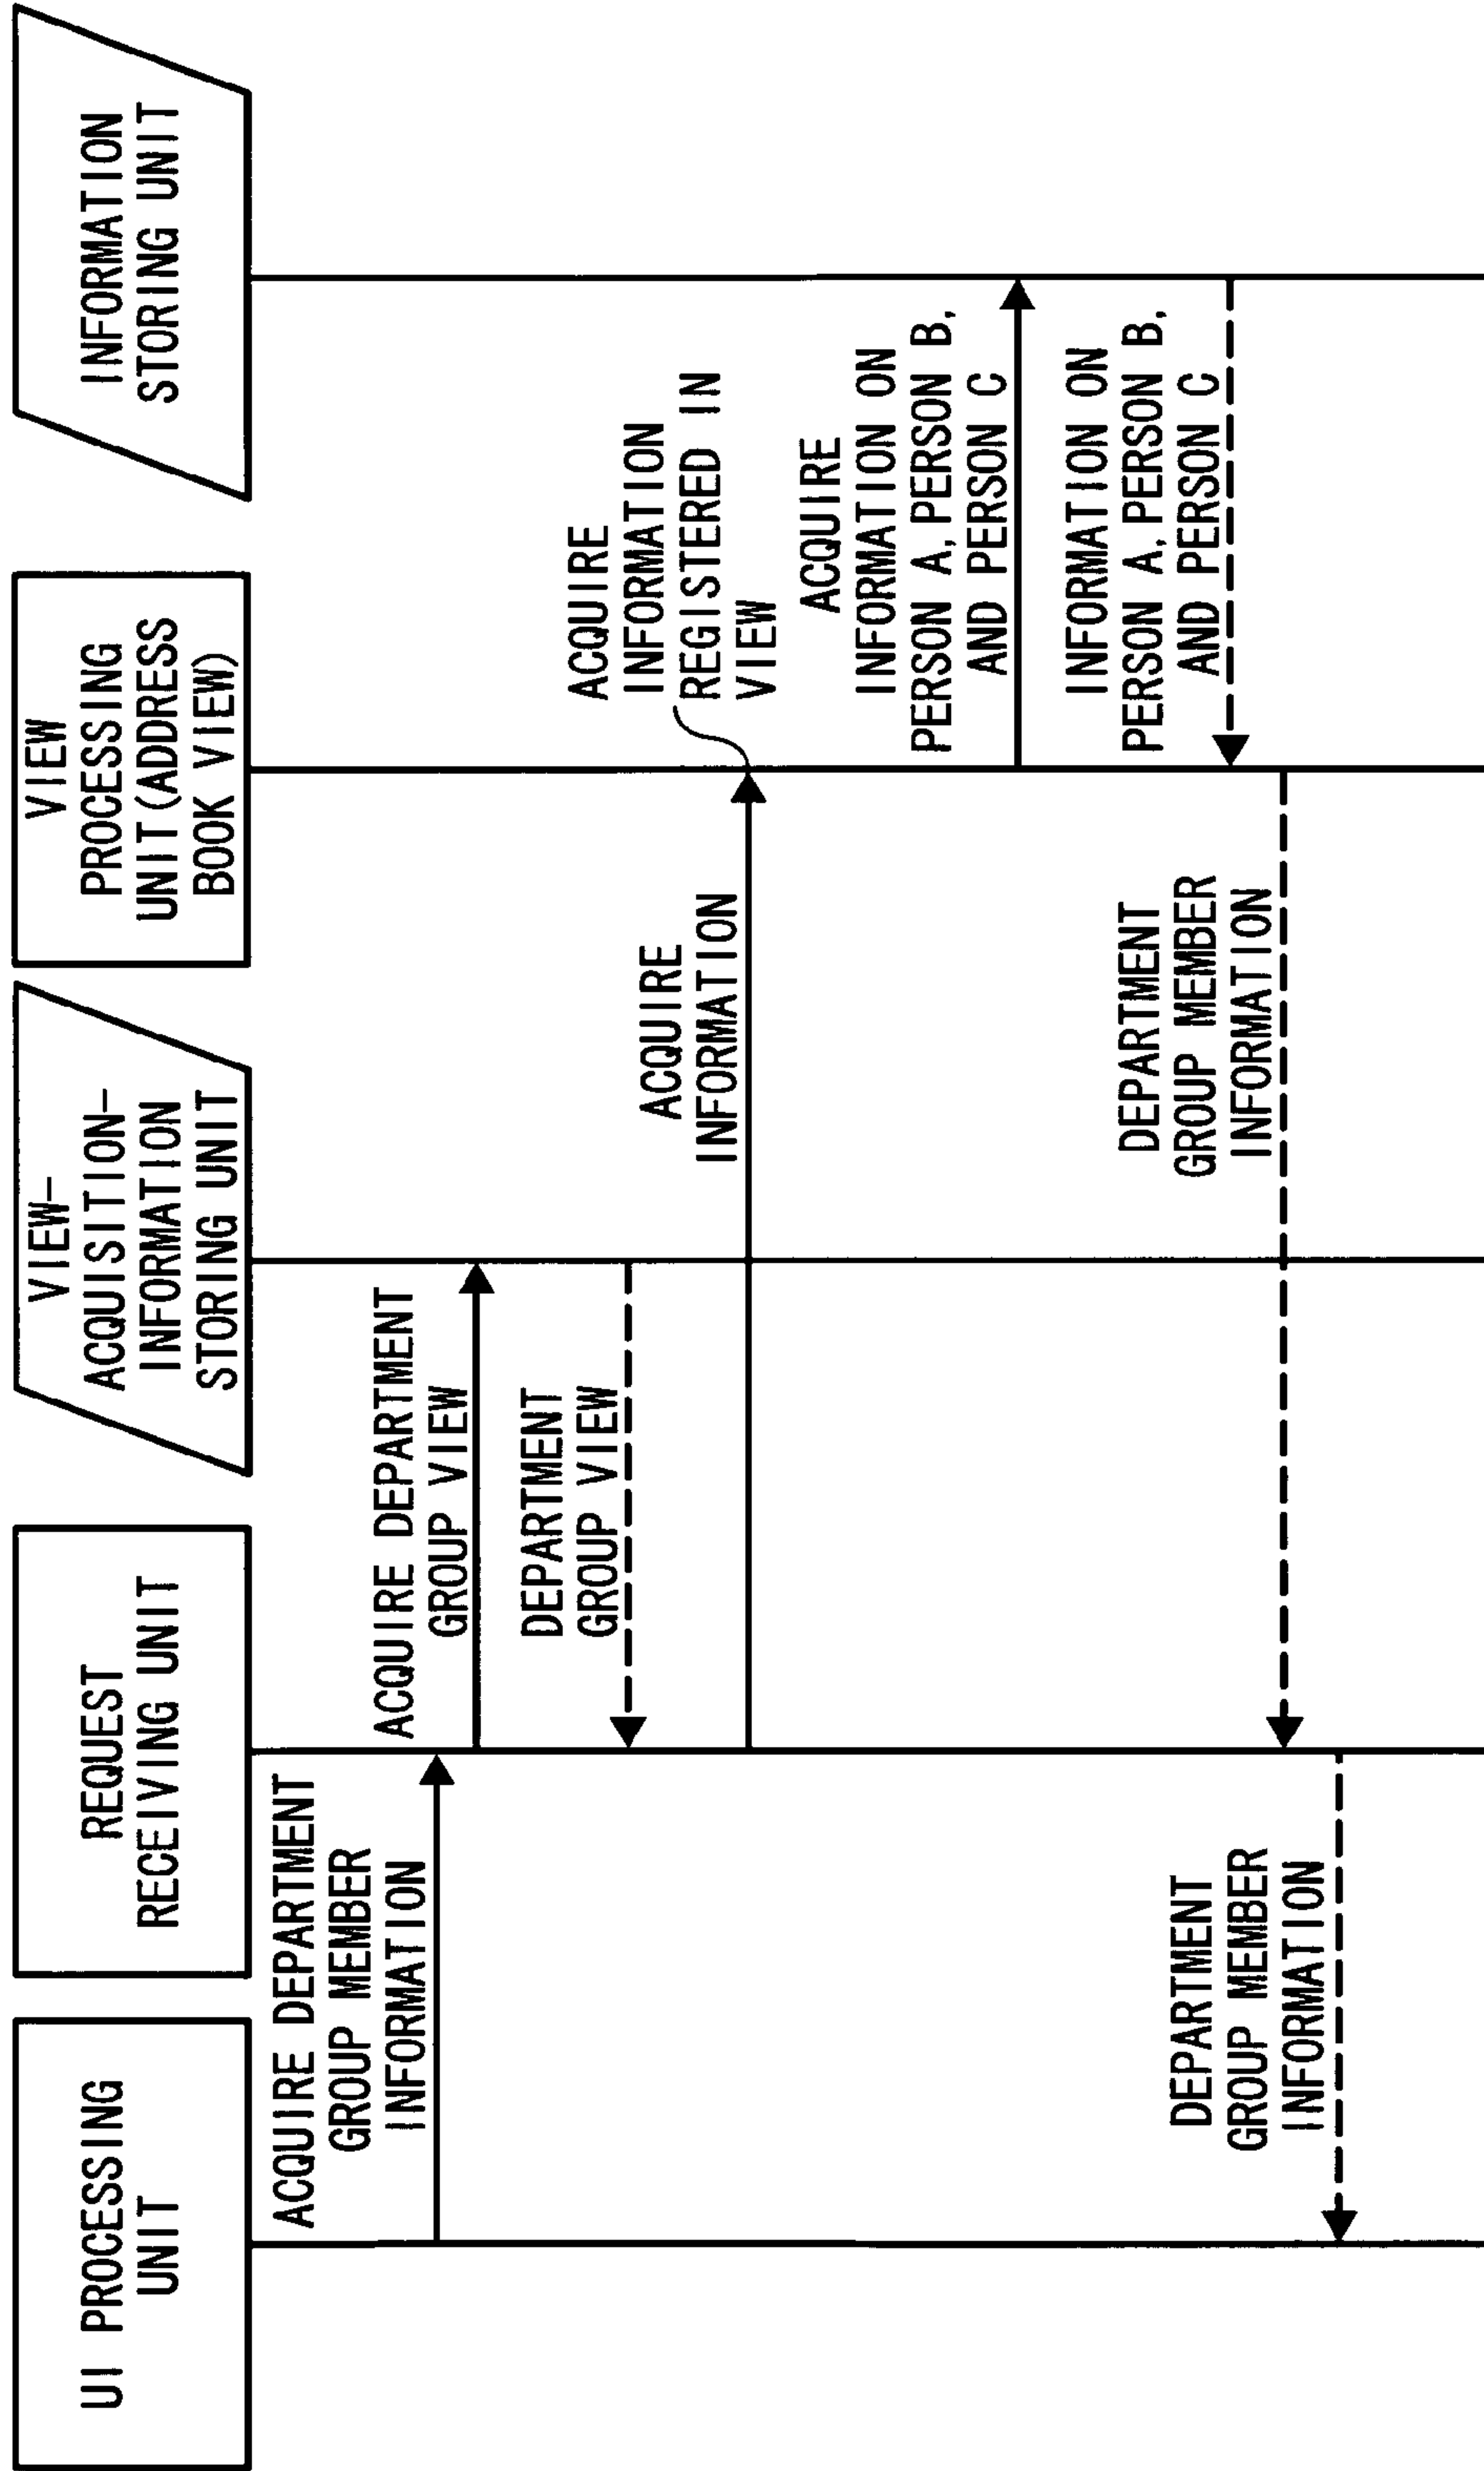 UI PROCESSING
UNIT
REQUEST
RECEIVING UNIT
VIEW-
ACQUISITION-
INFORMATION
STORING UNIT
VIEW
PROCESSING
UNIT(ADDRESS
BOOK VIEW)
INFORMATION
STORING UNIT
ACQUIRE DEPARTMENT
GROUP MEMBER
INFORMATION
ACQUIRE DEPARTMENT
GROUP VIEW
DEPARTMENT
GROUP VIEW
ACQUIRE
INFORMATION
ACQUIRE
INFORMATION
REGISTERED IN
VIEW
ACQUIRE
INFORMATION ON
PERSON A,PERSON B,
AND PERSON C
INFORMATION ON
PERSON A,PERSON B,
AND PERSON C
DEPARTMENT
GROUP MEMBER
INFORMATION
DEPARTMENT
GROUP MEMBER
INFORMATION